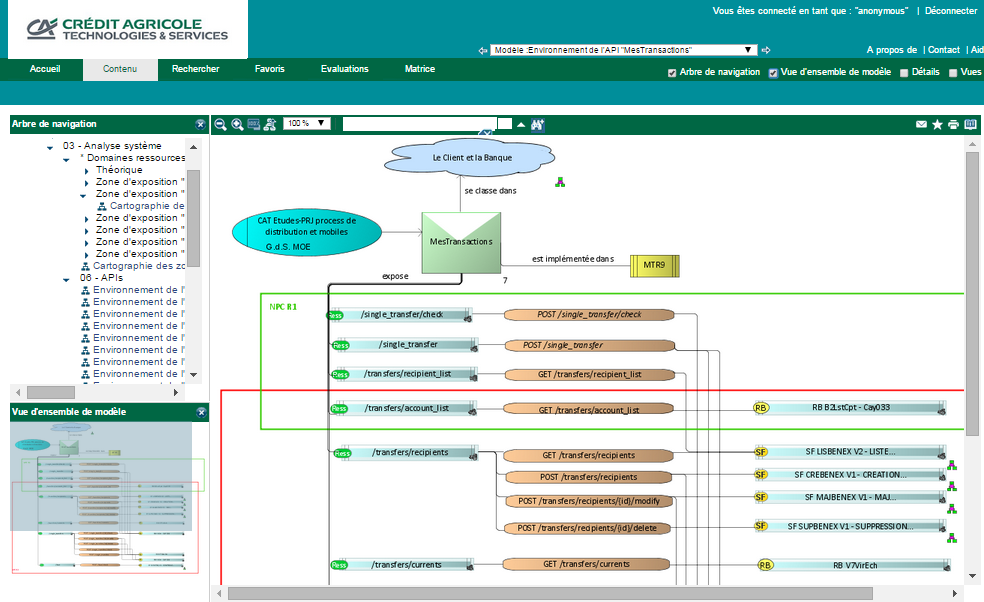 Vous êtes connecté en tant que : "anonymous" | Déconnecter
CRÉDIT AGRICOLE
TECHNOLOGIES & SERVICES
Modèle :Environnement de l'API "MesTransactions"
A propos de | Contact | Aid
Accueil Contenu Rechercher Favoris Evaluations Matrice
Arbre de navigation Vue d'ensemble de modèle Détails Vues
Arbre de navigation
100 %
03 - Analyse système
* Domaines ressources
Théorique
Zone d'exposition "
Zone d'exposition "
Cartographie de
Zone d'exposition "
Zone d'exposition "
Zone d'exposition "
Zone d'exposition "
Cartographie des zo
06 - APIs
Environnement de l'
Environnement de l'
Environnement de l'
Environnement de l'
Environnement de l'
Environnement de l'
Environnement de l'
Vue d'ensemble de modèle
Le Client et la Banque
se classe dans
CAT Etudes-PRJ process de
distribution et mobiles
G.d.S. MOE
MesTransactions
est implémentée dans
MTR9
expose
7
NPC R1
Ress /single_transfer/check POST /single_transfer/check
Ress /single_transfer POST /single_transfer
Ress /transfers/recipient_list GET /transfers/recipient_list
Ress /transfers/account_list GET /transfers/account_list RB RB B2LstCpt - Cay033
Ress /transfers/recipients GET /transfers/recipients SF SF LISBENEX V2 - LISTE...
POST /transfers/recipients SF SF CREBENEX V1 - CREATION...
POST /transfers/recipients/{id}/modify SF SF MAJBENEX V1 - MAJ...
POST /transfers/recipients/{id}/delete SF SF SUPBENEX V1 - SUPPRESSION...
Ress /transfers/currents GET /transfers/currents RB RB V7VirEch